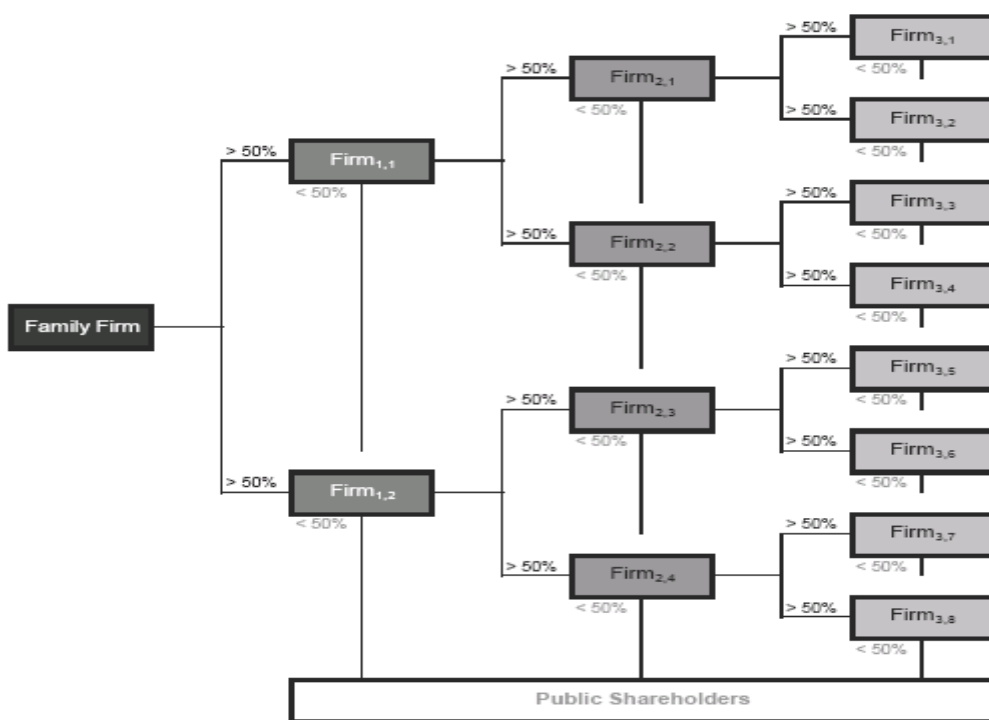 > 50% Firm3,1
< 50%
> 50% Firm2,1
< 50%
> 50% Firm3,2
< 50%
> 50% Firm1,1
< 50%
> 50% Firm3,3
< 50%
> 50% Firm2,2
< 50%
> 50% Firm3,4
< 50%
Family Firm
> 50% Firm3,5
< 50%
> 50% Firm2,3
< 50%
> 50% Firm3,6
< 50%
> 50% Firm1,2
< 50%
> 50% Firm3,7
< 50%
> 50% Firm2,4
< 50%
> 50% Firm3,8
< 50%
Public Shareholders